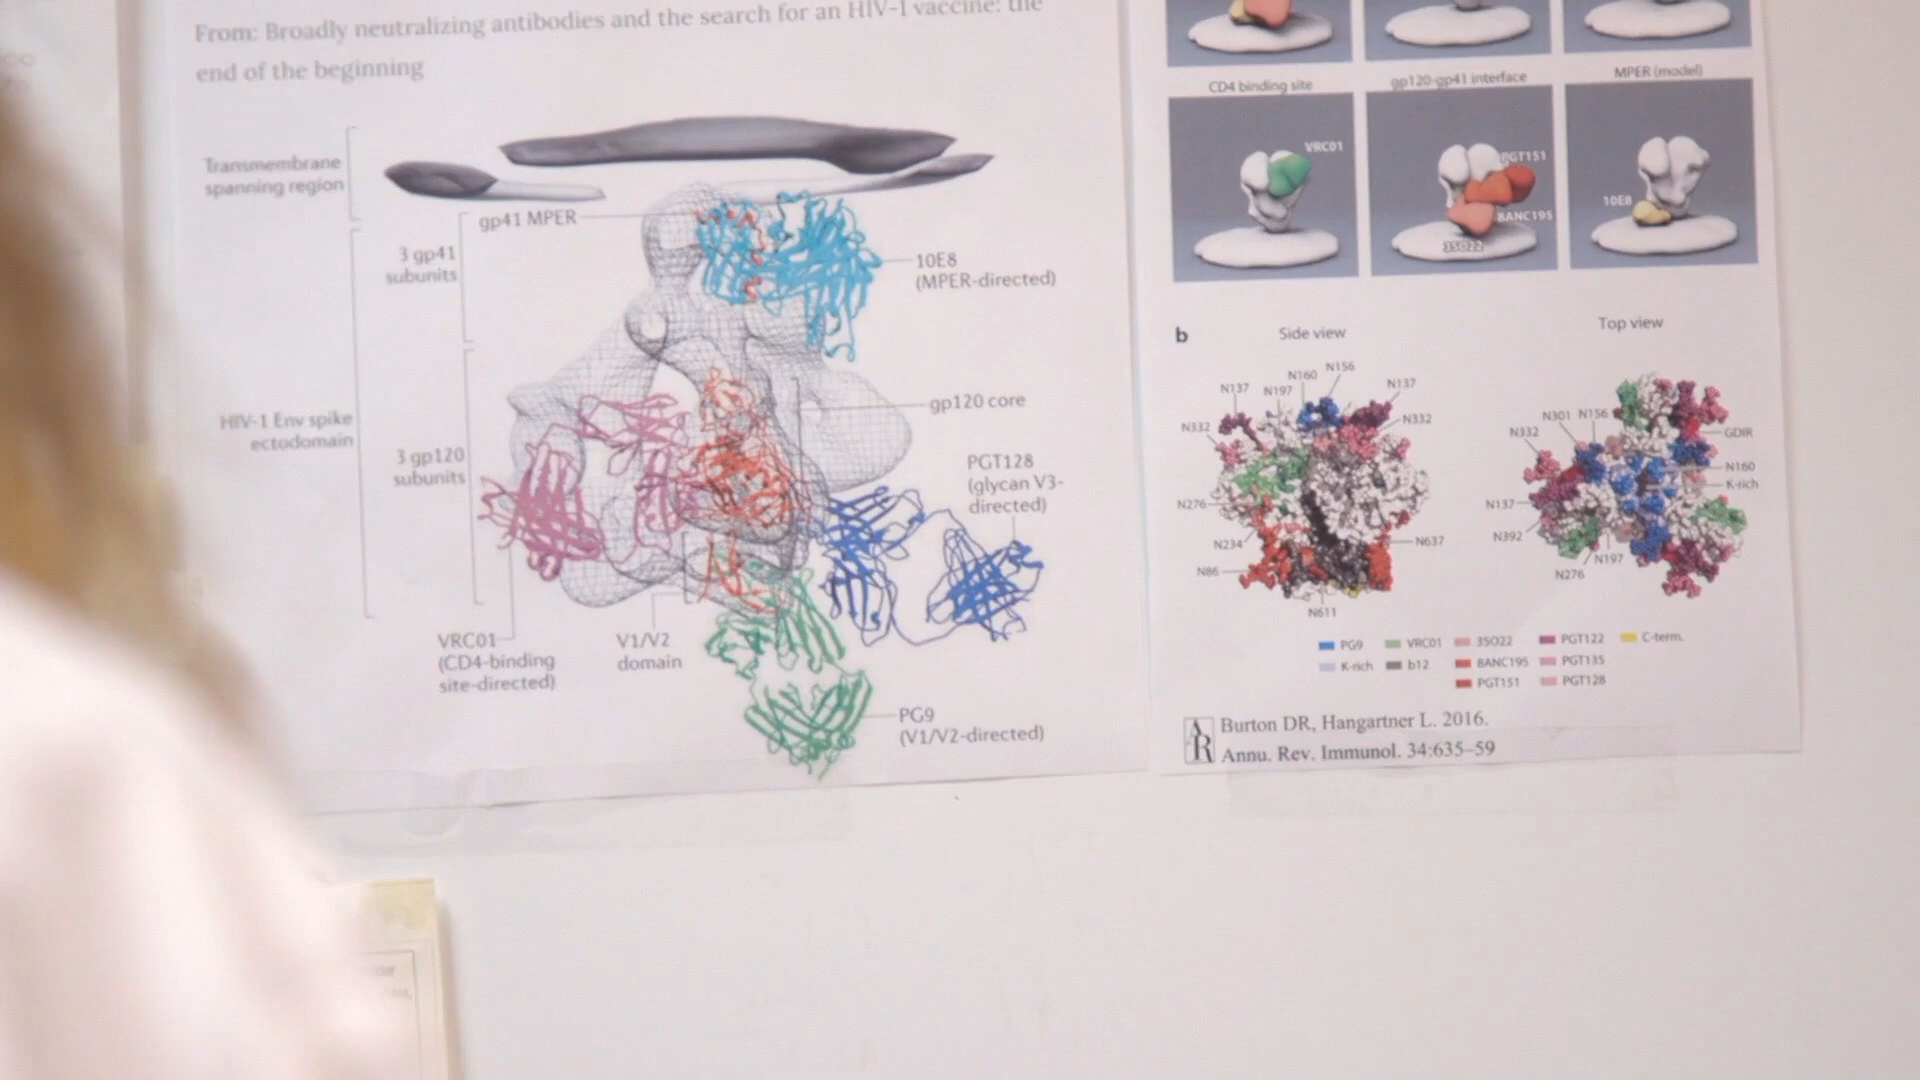 From: Broadly neutralizing antibodies and the search for an HIV-1 vaccine: the
end of the beginning
Transmembrane
spanning region
gp41 MPER
3 gp41
subunits
10E8
(MPER-directed)
HIV-1 Env spike
ectodomain
gp120 core
3 gp120
subunits
PGT128
(glycan V3-
directed)
VRC01
(CD4-binding
site-directed)
V1/V2
domain
PG9
(V1/V2-directed)
CD4 binding site
gp120-gp41 interface
MPER (model)
VRC01
PGT151
8ANC195
35O22
10E8
b
Side view
Top view
N137
N197
N160
N156
N137
N332
N332
N276
N234
N86
N637
N611
N301
N156
N332
GDIR
N160
K-rich
N137
N392
N197
N276
PG9
VRC01
35O22
PGT122
C-term.
K-rich
b12
8ANC195
PGT135
PGT151
PGT128
AR
Burton DR, Hangartner L. 2016.
Annu. Rev. Immunol. 34:635–59